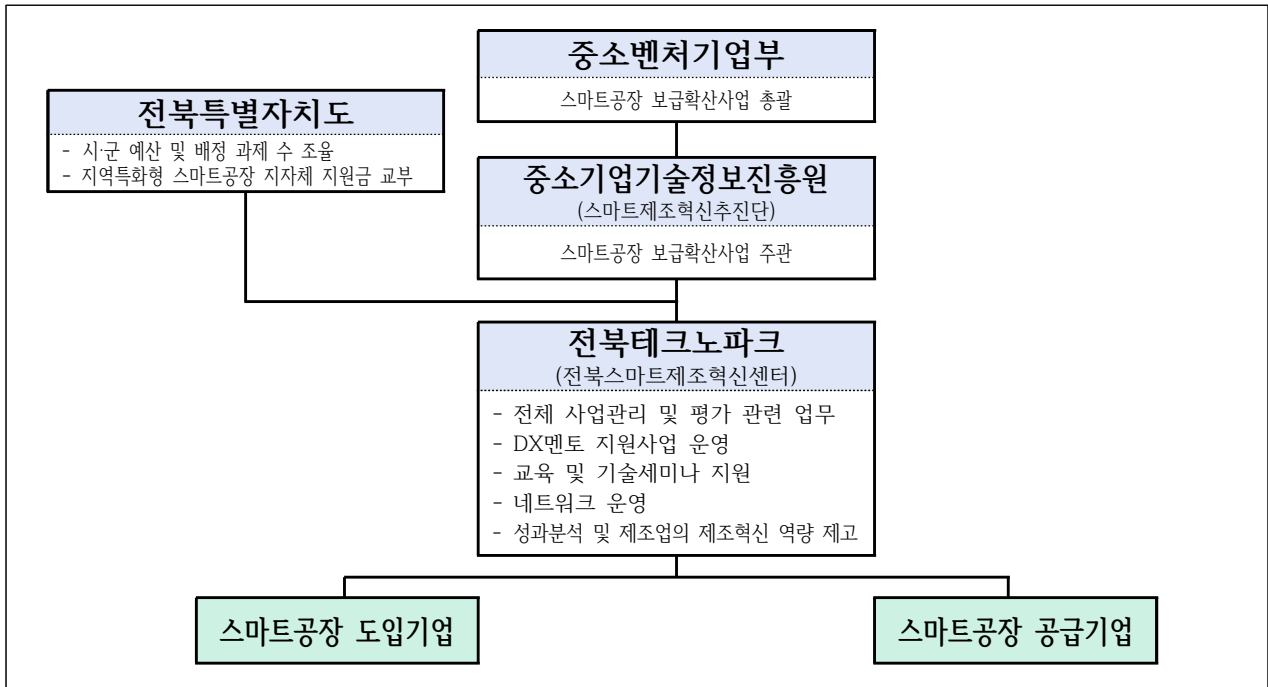 중소벤처기업부
스마트공장 보급확산사업 총괄
전북특별자치도
- 시·군 예산 및 배정 과제 수 조율
- 지역특화형 스마트공장 지자체 지원금 교부
중소기업기술정보진흥원
(스마트제조혁신추진단)
스마트공장 보급확산사업 주관
전북테크노파크
(전북스마트제조혁신센터)
- 전체 사업관리 및 평가 관련 업무
- DX멘토 지원사업 운영
- 교육 및 기술세미나 지원
- 네트워크 운영
- 성과분석 및 제조업의 제조혁신 역량 제고
스마트공장 도입기업
스마트공장 공급기업